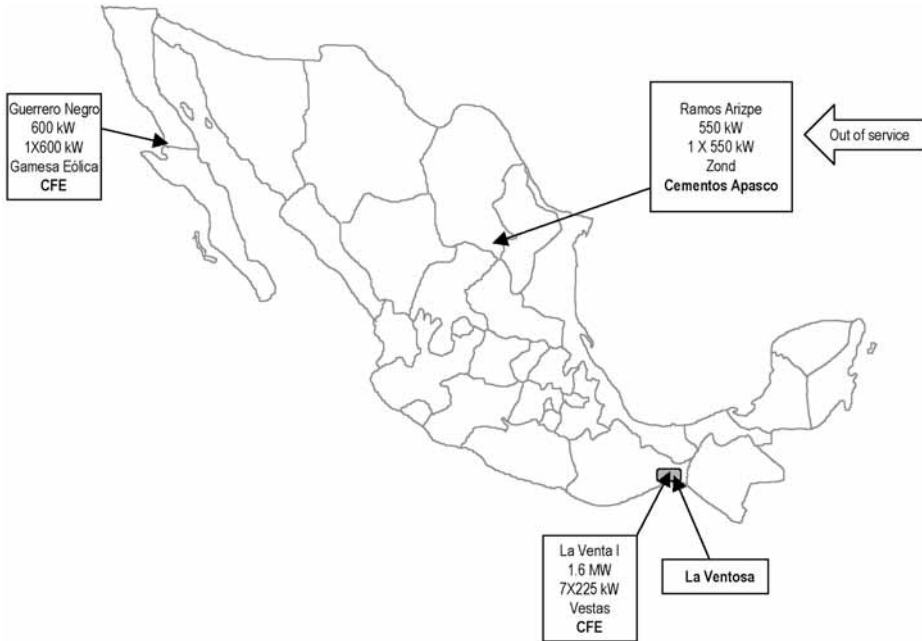 Guerrero Negro
600 kW
1X600 kW
Gamesa Eólica
CFE
Ramos Arizpe
550 kW
1 X 550 kW
Zond
Cementos Apasco
Out of service
La Venta I
1.6 MW
7X225 kW
Vestas
CFE
La Ventosa